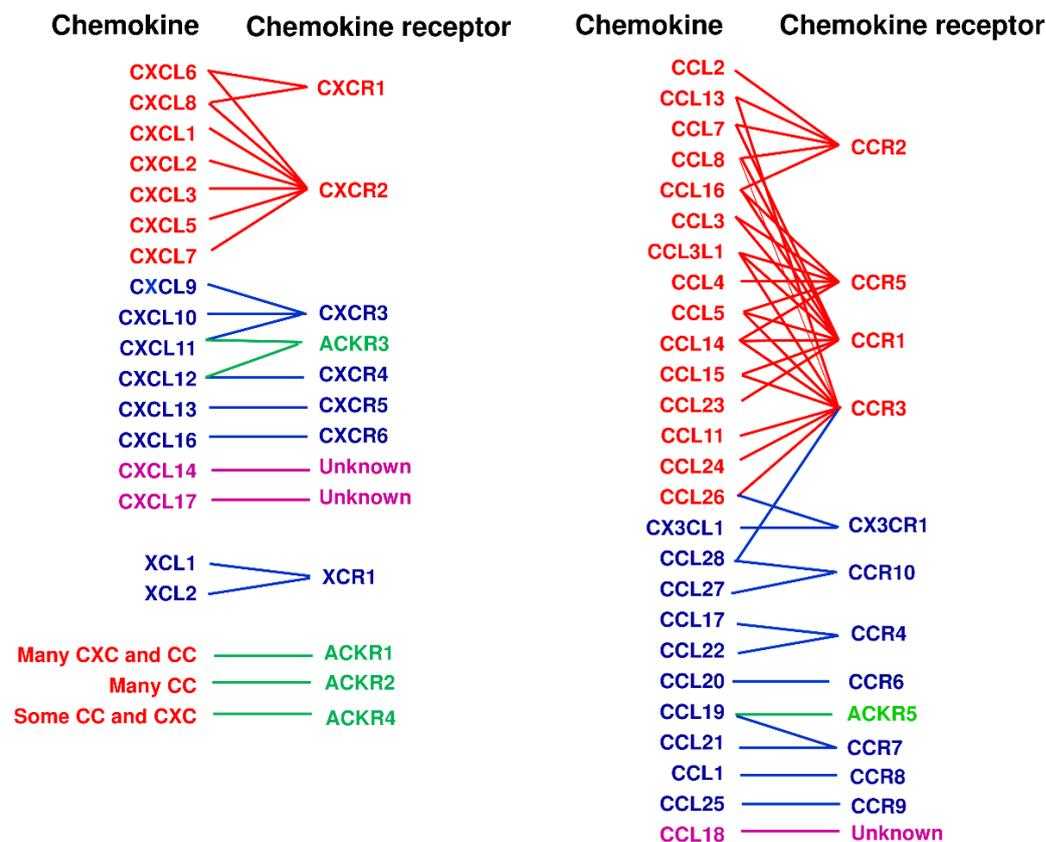 Chemokine Chemokine receptor
CXCL6
CXCR1
CXCL8
CXCL1
CXCL2
CXCL3 CXCR2
CXCL5
CXCL7
CXCL9
CXCL10 CXCR3
CXCL11 ACKR3
CXCL12 CXCR4
CXCL13 CXCR5
CXCL16 CXCR6
CXCL14 Unknown
CXCL17 Unknown
XCL1
XCR1
XCL2
Many CXC and CC ACKR1
Many CC ACKR2
Some CC and CXC ACKR4
Chemokine Chemokine receptor
CCL2
CCL13
CCL7
CCR2
CCL8
CCL16
CCL3
CCL3L1
CCL4 CCR5
CCL5
CCL14 CCR1
CCL15
CCL23 CCR3
CCL11
CCL24
CCL26
CX3CL1 CX3CR1
CCL28
CCR10
CCL27
CCL17
CCR4
CCL22
CCL20 CCR6
CCL19 ACKR5
CCL21 CCR7
CCL1 CCR8
CCL25 CCR9
CCL18 Unknown